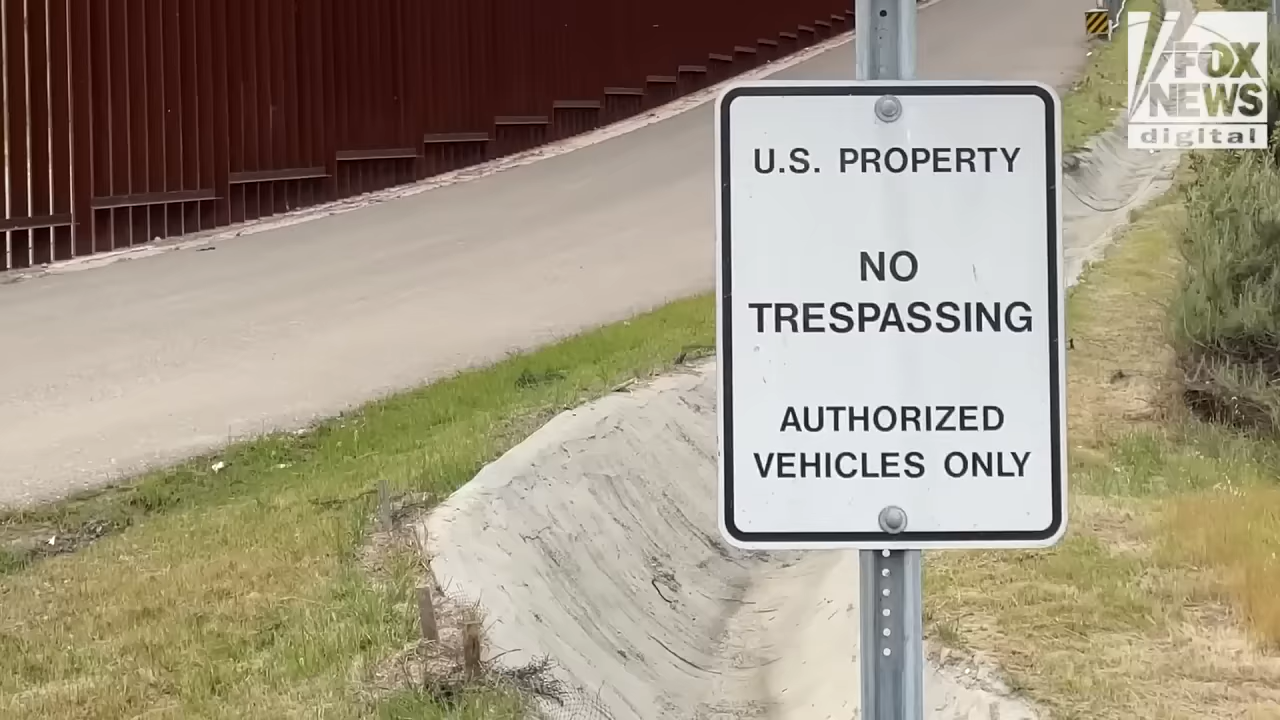 FOX
NEWS
digital
U.S. PROPERTY
NO
TRESPASSING
AUTHORIZED
VEHICLES ONLY